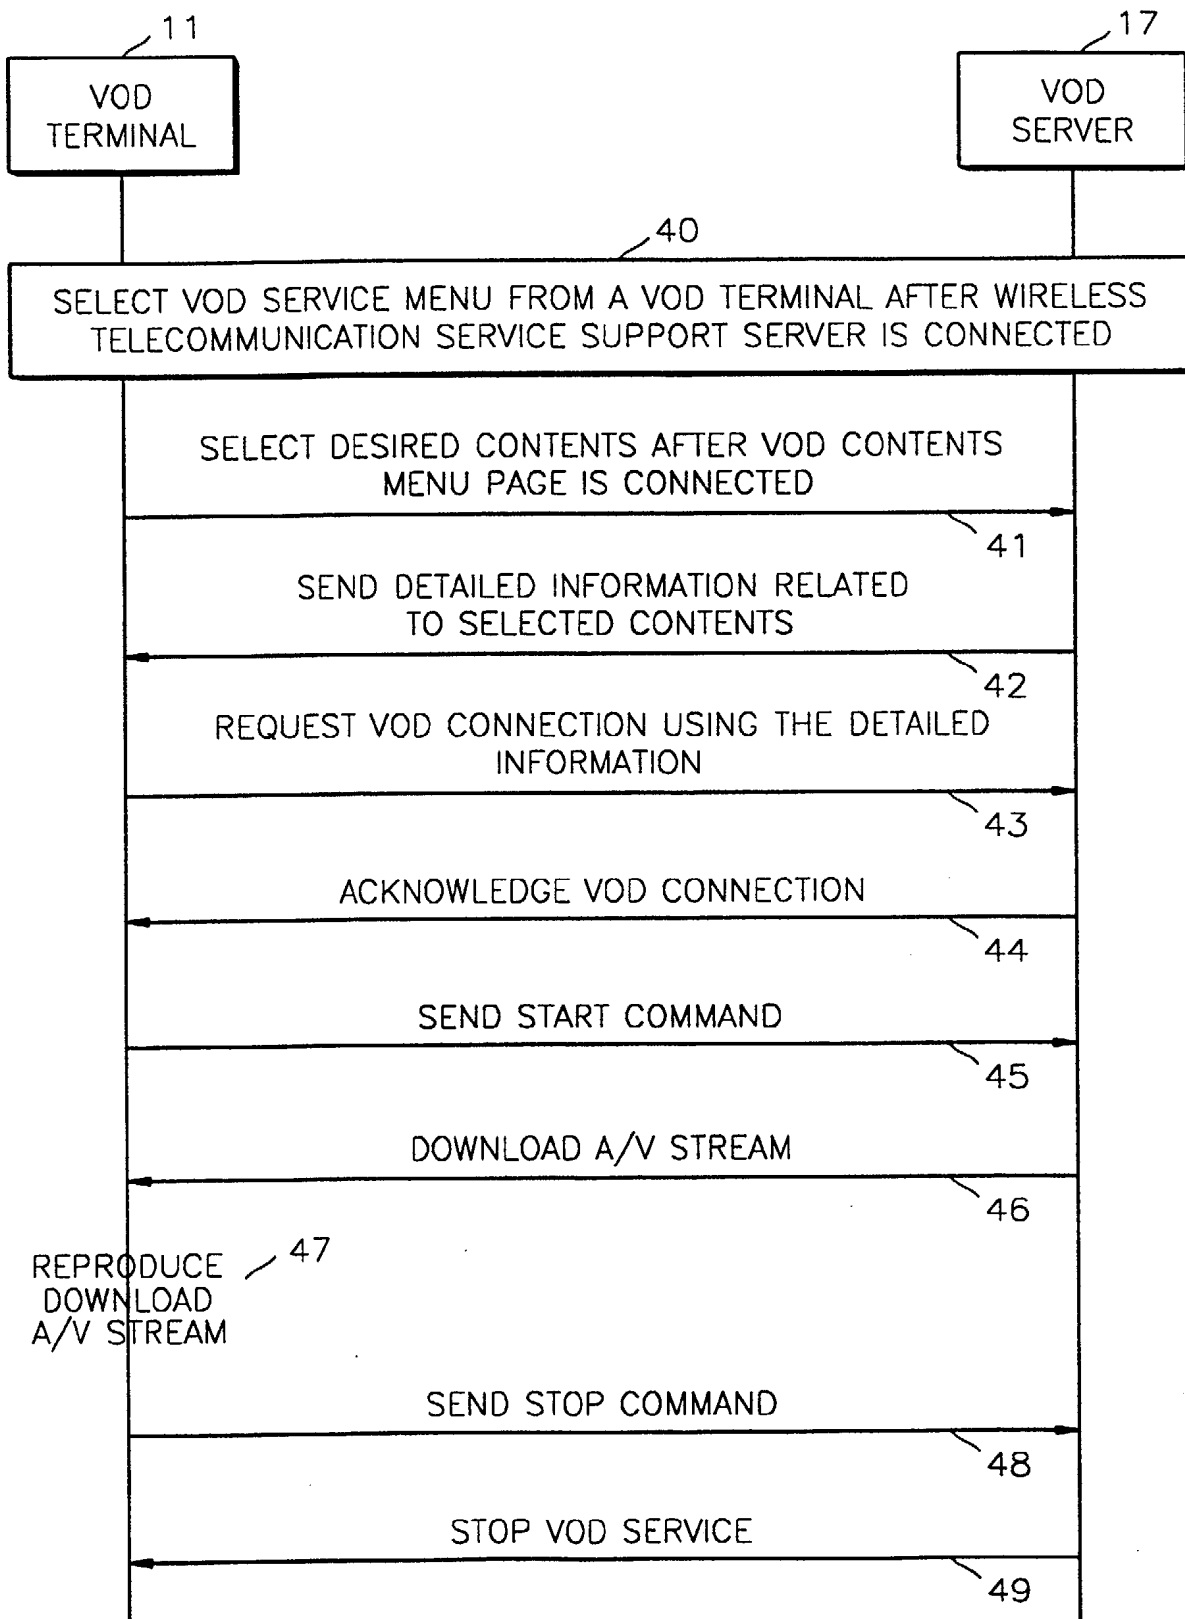 11
17
VOD
TERMINAL
VOD
SERVER
40
SELECT VOD SERVICE MENU FROM A VOD TERMINAL AFTER WIRELESS
TELECOMMUNICATION SERVICE SUPPORT SERVER IS CONNECTED
SELECT DESIRED CONTENTS AFTER VOD CONTENTS
MENU PAGE IS CONNECTED
41
SEND DETAILED INFORMATION RELATED
TO SELECTED CONTENTS
42
REQUEST VOD CONNECTION USING THE DETAILED
INFORMATION
43
ACKNOWLEDGE VOD CONNECTION
44
SEND START COMMAND
45
DOWNLOAD A/V STREAM
46
47
REPRODUCE
DOWNLOAD
A/V STREAM
SEND STOP COMMAND
48
STOP VOD SERVICE
49